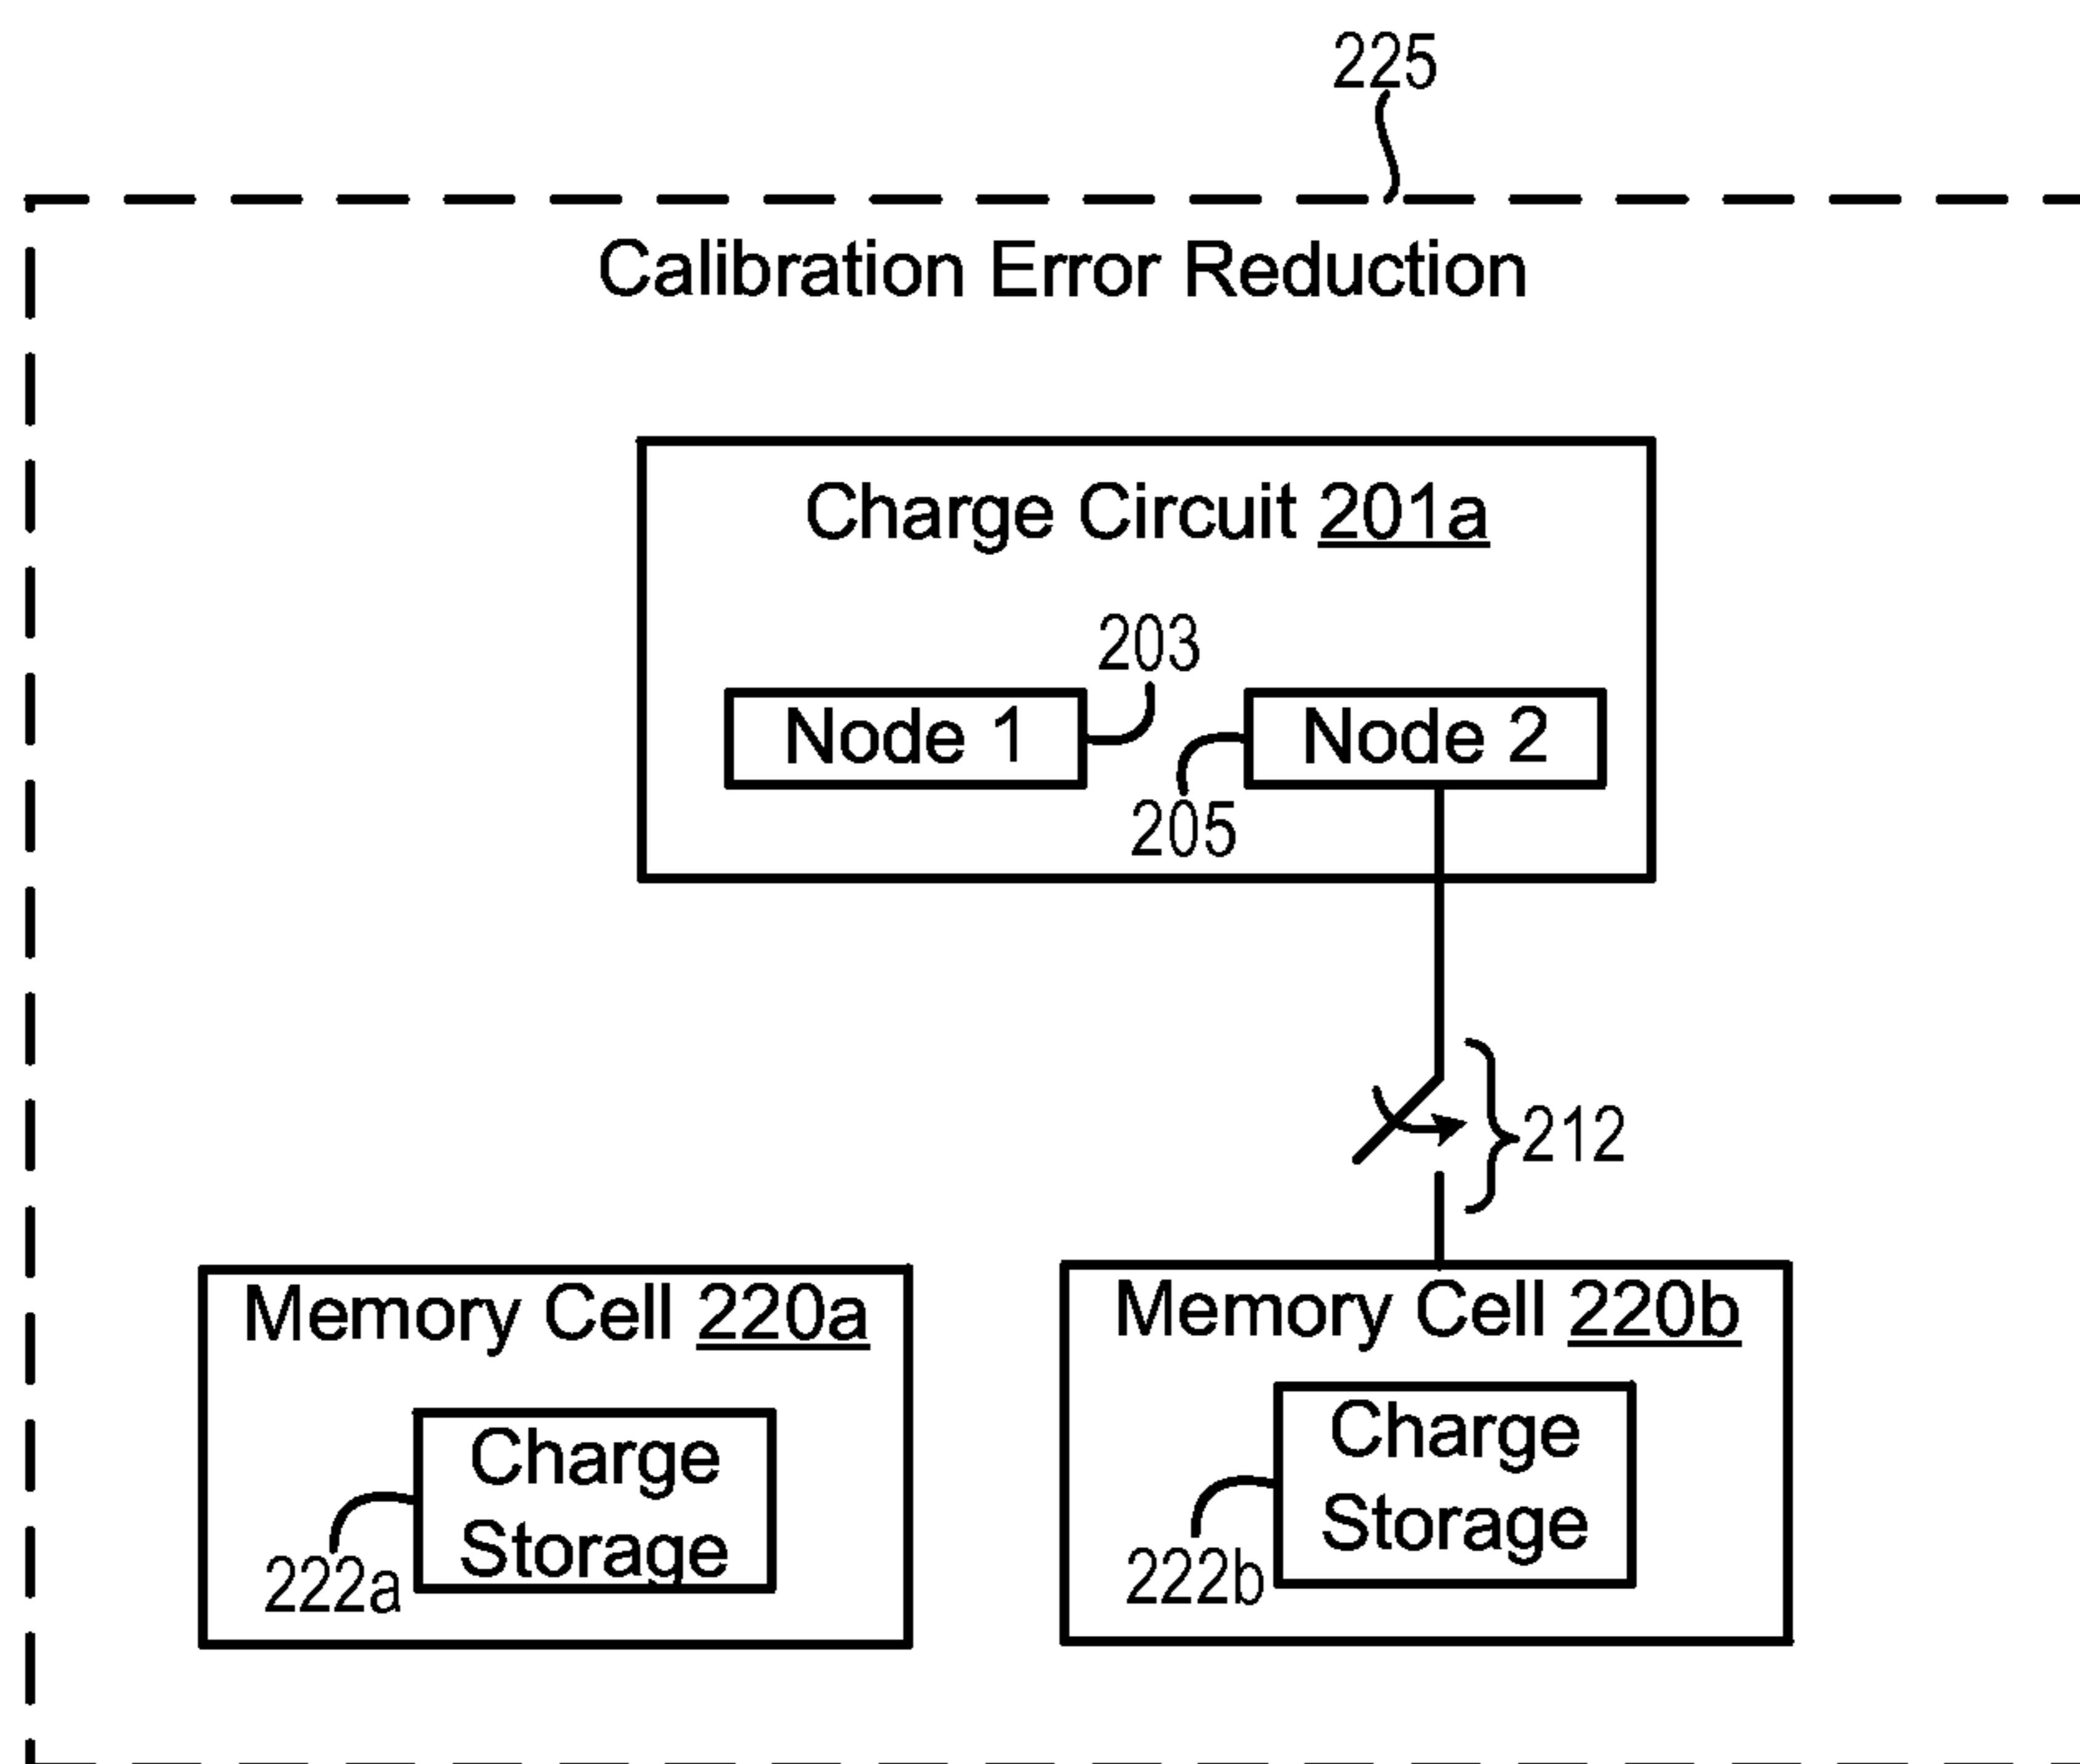 225
Calibration Error Reduction
Charge Circuit 201a
203
Node 1
Node 2
205
212
Memory Cell 220a
Memory Cell 220b
Charge
Storage
222a
Charge
Storage
222b